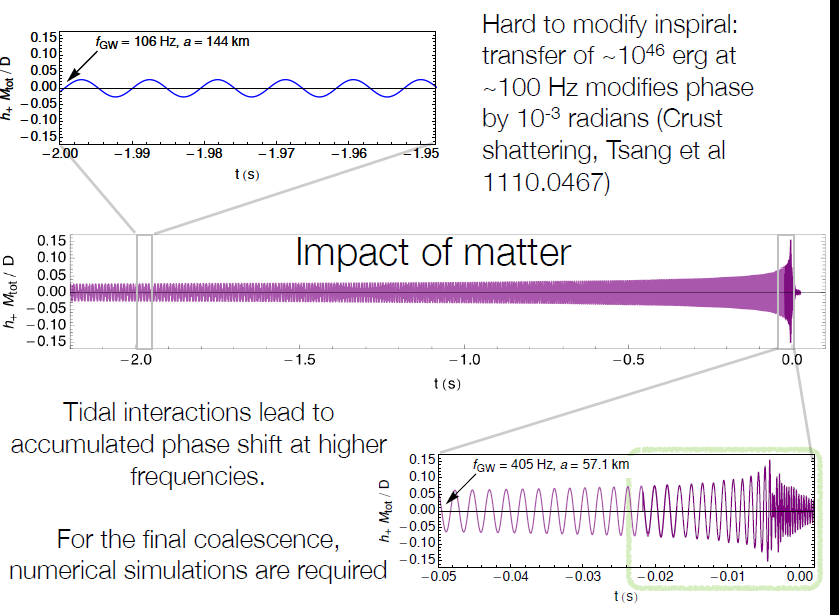 Hard to modify inspiral:
transfer of ~10⁴⁶ erg at
~100 Hz modifies phase
by 10⁻³ radians (Crust
shattering, Tsang et al
1110.0467)
h₊ Mtot / D
0.15
0.10
0.05
0.00
−0.05
−0.10
−0.15
fGW = 106 Hz, a = 144 km
−2.00 −1.99 −1.98 −1.97 −1.96 −1.95
t (s)
Impact of matter
h₊ Mtot / D
0.15
0.10
0.05
0.00
−0.05
−0.10
−0.15
−2.0 −1.5 −1.0 −0.5 0.0
t (s)
Tidal interactions lead to
accumulated phase shift at higher
frequencies.
For the final coalescence,
numerical simulations are required
h₊ Mtot / D
0.15
0.10
0.05
0.00
−0.05
−0.10
−0.15
fGW = 405 Hz, a = 57.1 km
−0.05 −0.04 −0.03 −0.02 −0.01 0.00
t (s)